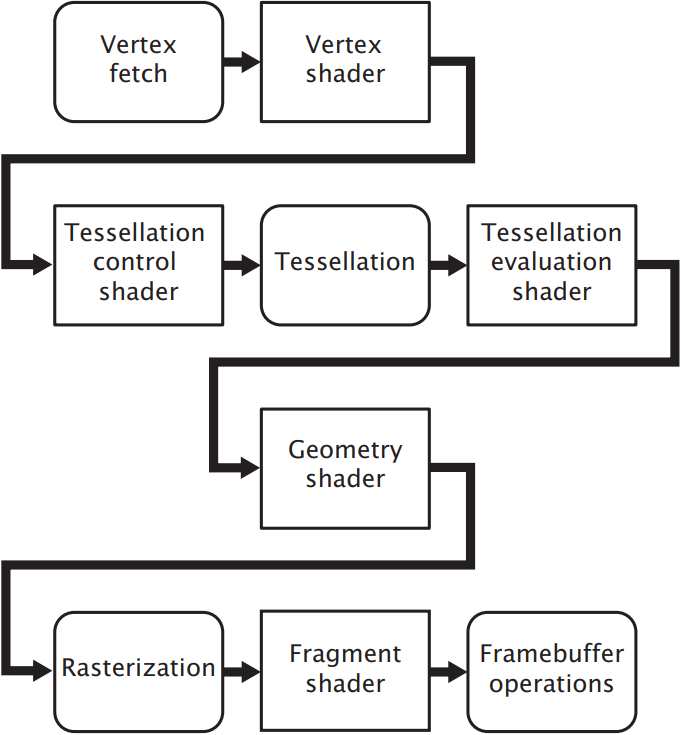 Vertex
fetch
Vertex
shader
Tessellation
control
shader
Tessellation
Tessellation
evaluation
shader
Geometry
shader
Rasterization
Fragment
shader
Framebuffer
operations